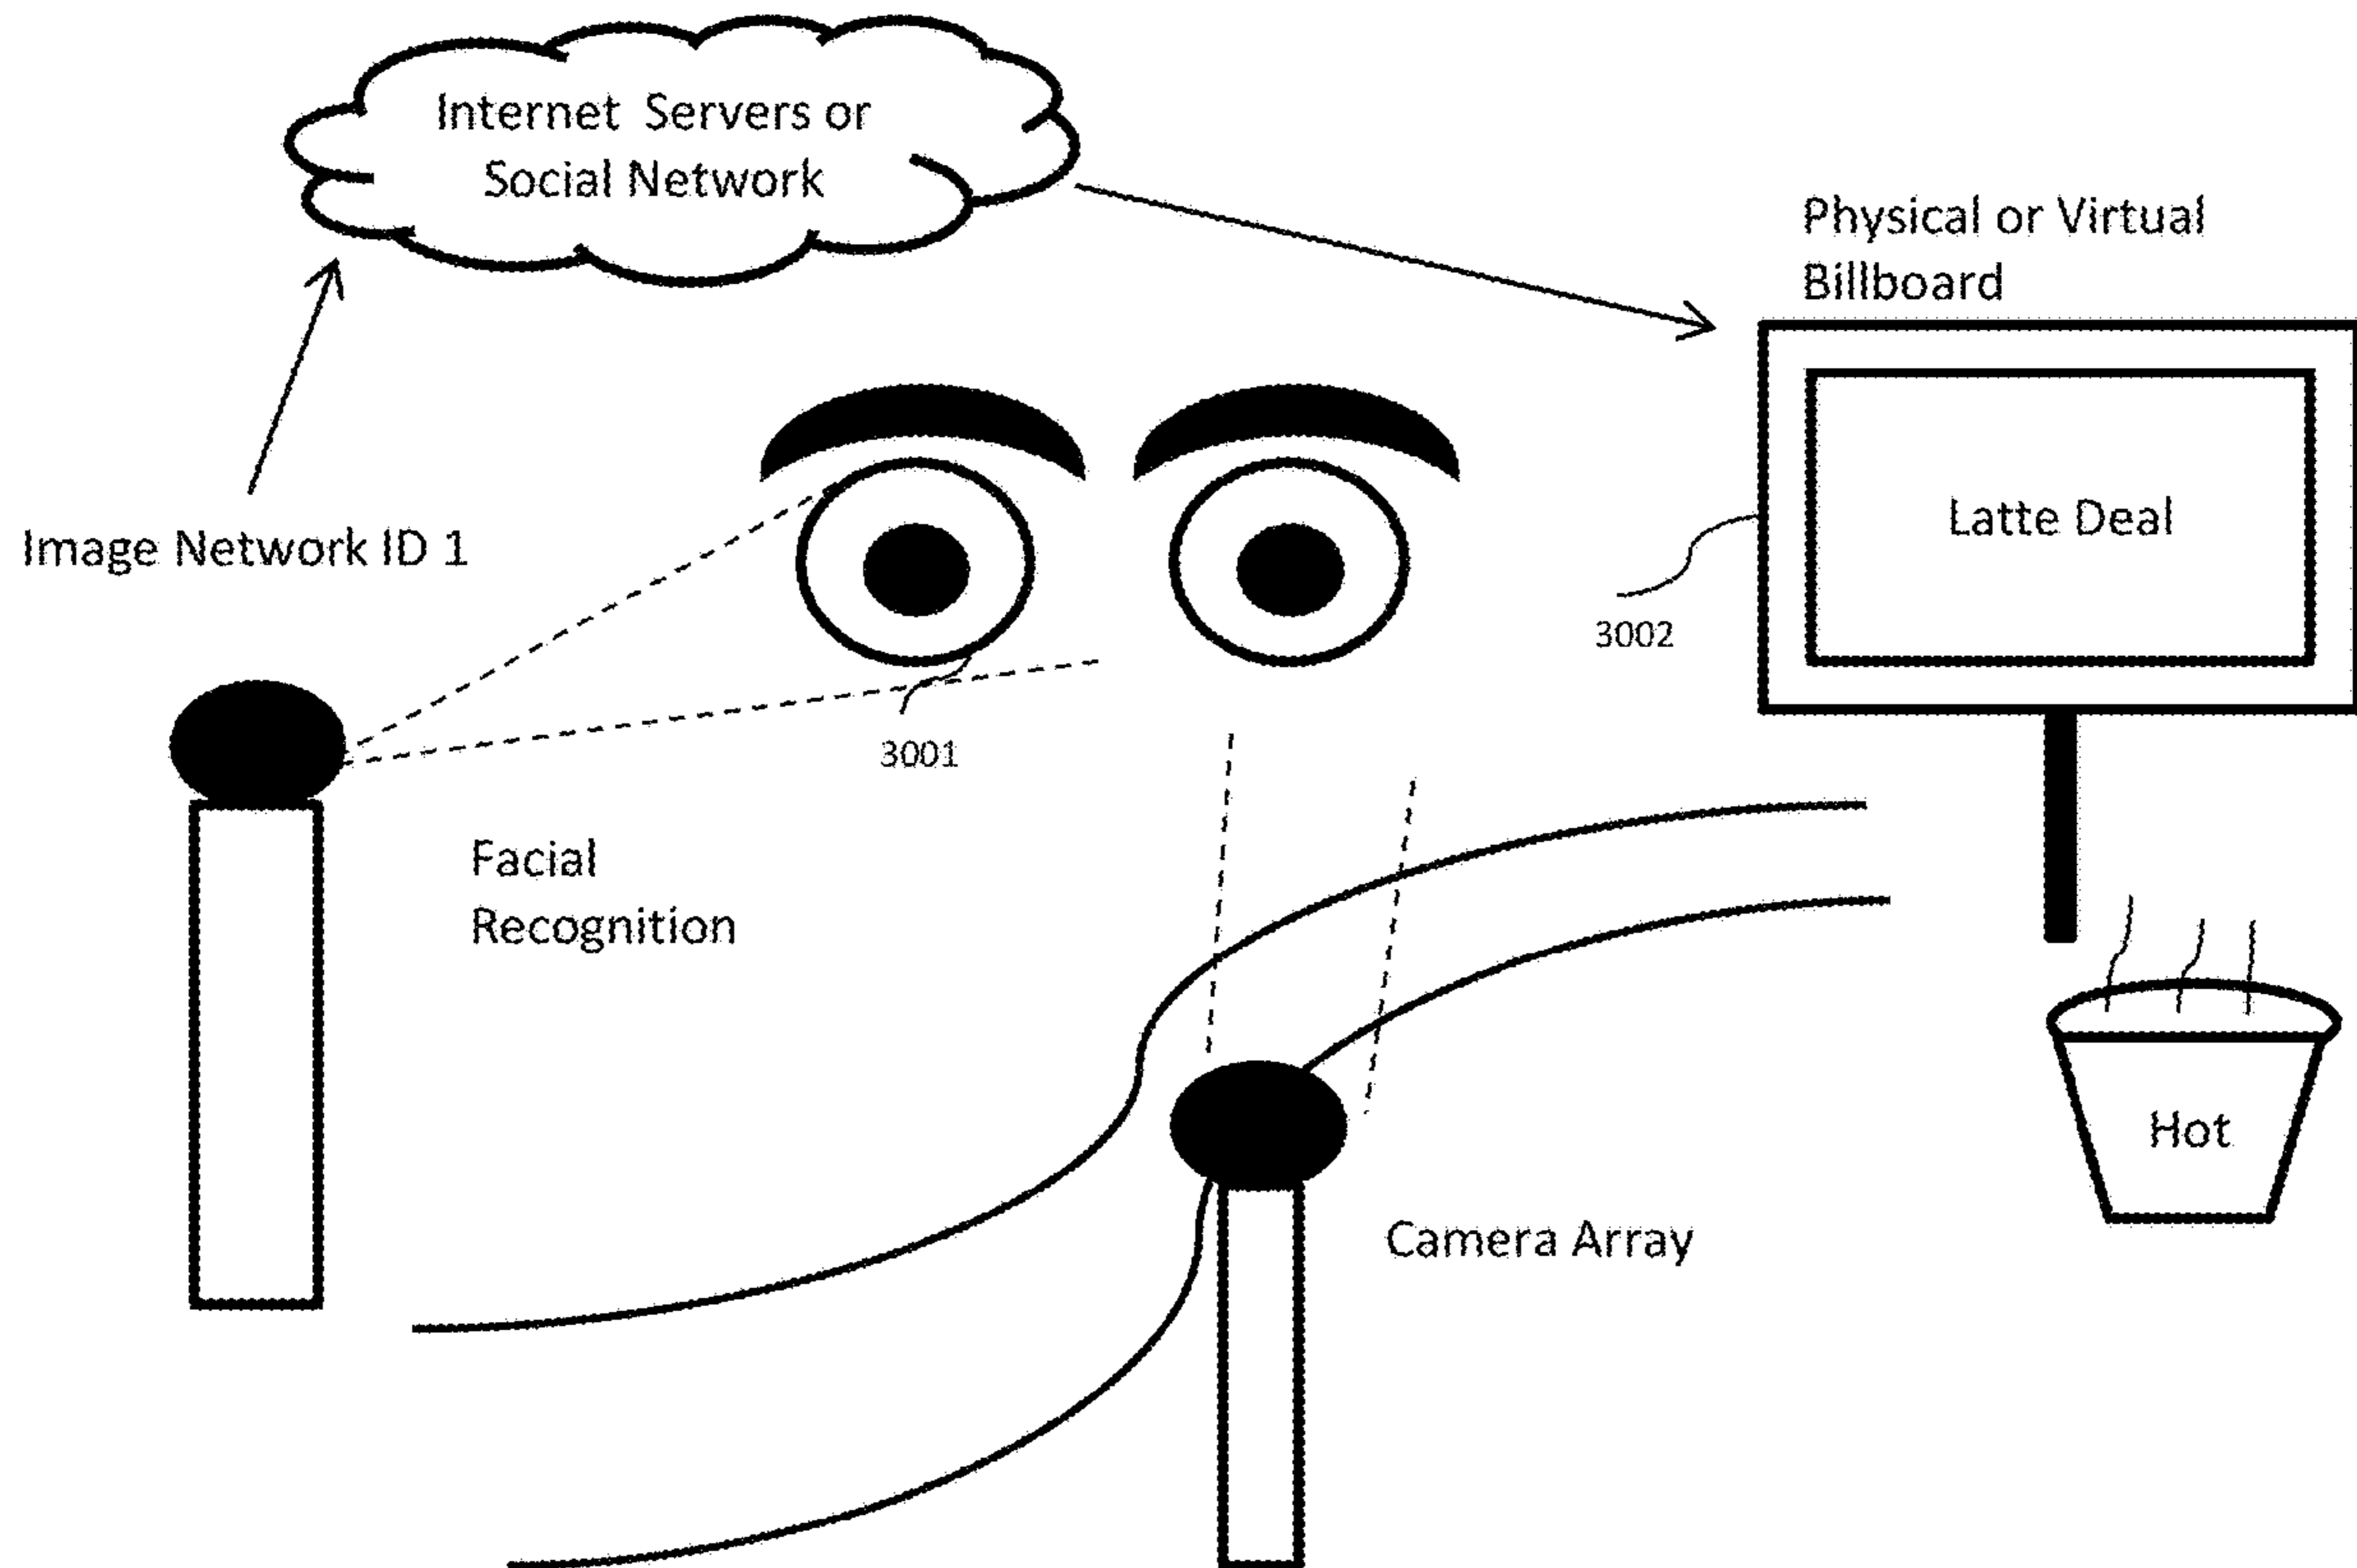 Internet Servers or
Social Network
Physical or Virtual
Billboard
Latte Deal
Image Network ID 1
3002
3001
Facial
Recognition
Hot
Camera Array